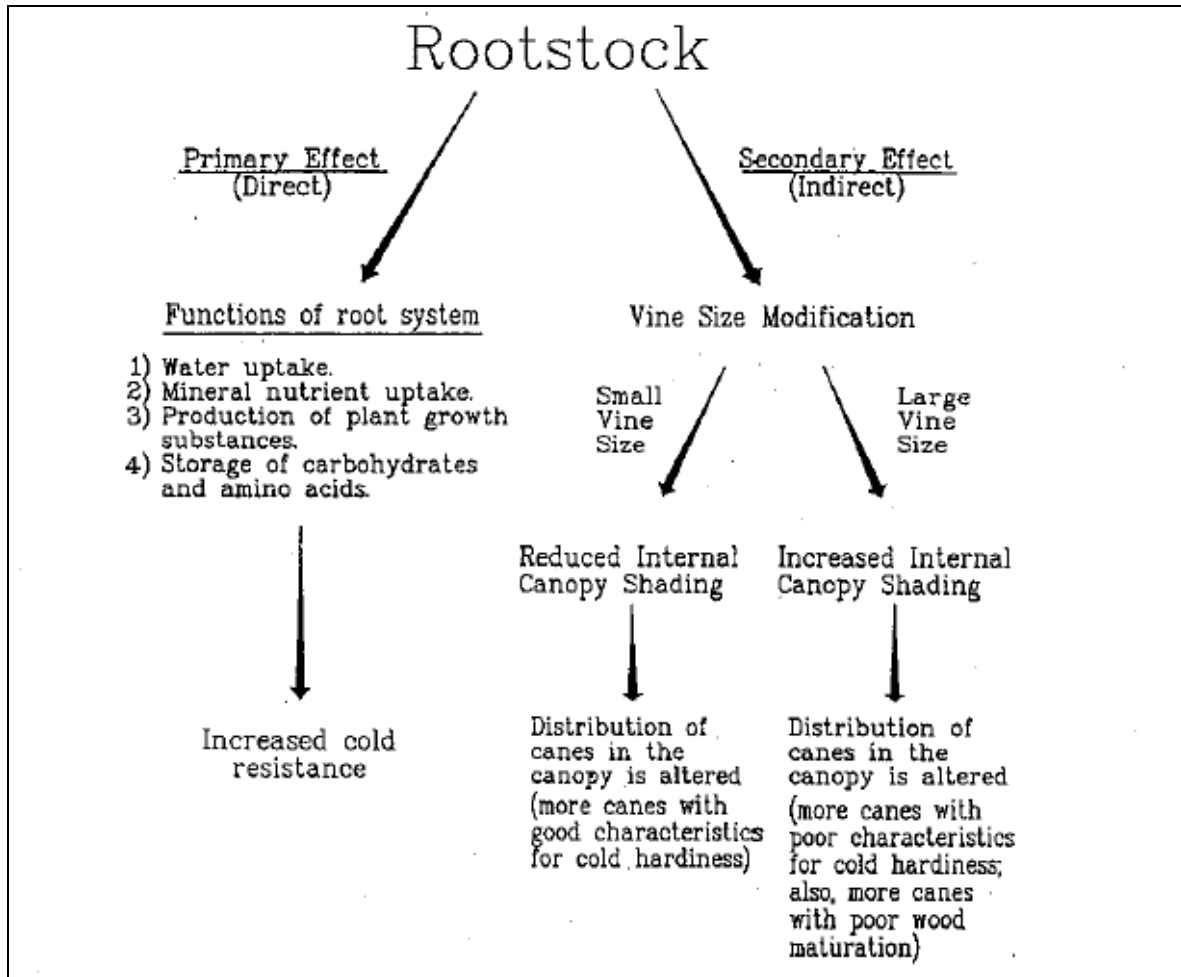 Rootstock
Primary Effect
(Direct)
Secondary Effect
(Indirect)
Functions of root system
1) Water uptake.
2) Mineral nutrient uptake.
3) Production of plant growth
substances.
4) Storage of carbohydrates
and amino acids.
Increased cold
resistance
Vine Size Modification
Small
Vine
Size
Large
Vine
Size
Reduced Internal
Canopy Shading
Increased Internal
Canopy Shading
Distribution of
canes in the
canopy is altered
(more canes with
good characteristics
for cold hardiness)
Distribution of
canes in the
canopy is altered
(more canes with
poor characteristics
for cold hardiness;
also, more canes
with poor wood
maturation)